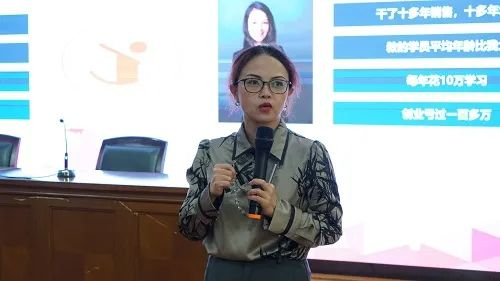 干了十多年销售，十多年
教的学员平均年龄比我
每年花10万学习
创业亏过一百多万